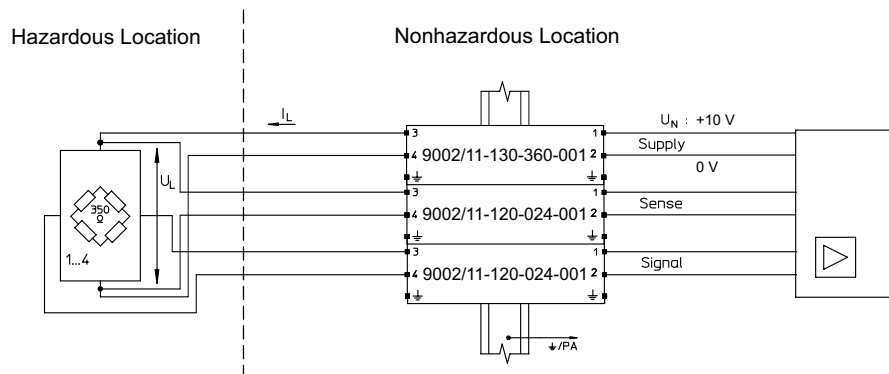 Hazardous Location
Nonhazardous Location
I_L
U_N : +10 V
Supply
0 V
3 9002/11-130-360-001 1
4 2
U_L
350 Ω
1...4
3 9002/11-120-024-001 1
4 2
Sense
3 9002/11-120-024-001 1
4 2
Signal
⏚/PA